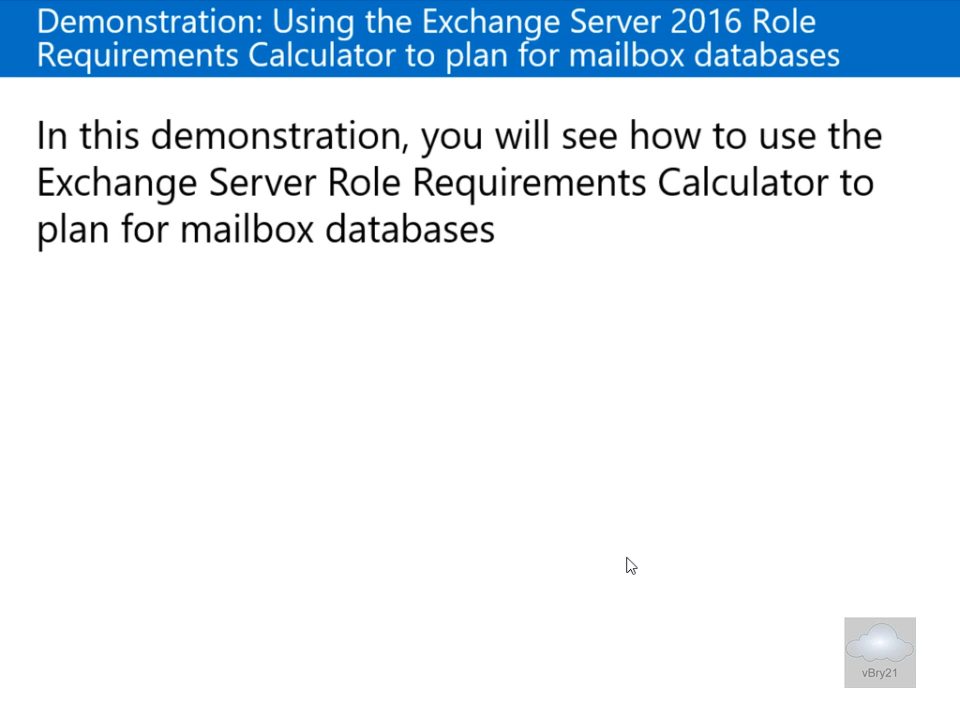 Demonstration: Using the Exchange Server 2016 Role
Requirements Calculator to plan for mailbox databases
In this demonstration, you will see how to use the
Exchange Server Role Requirements Calculator to
plan for mailbox databases
vBry21